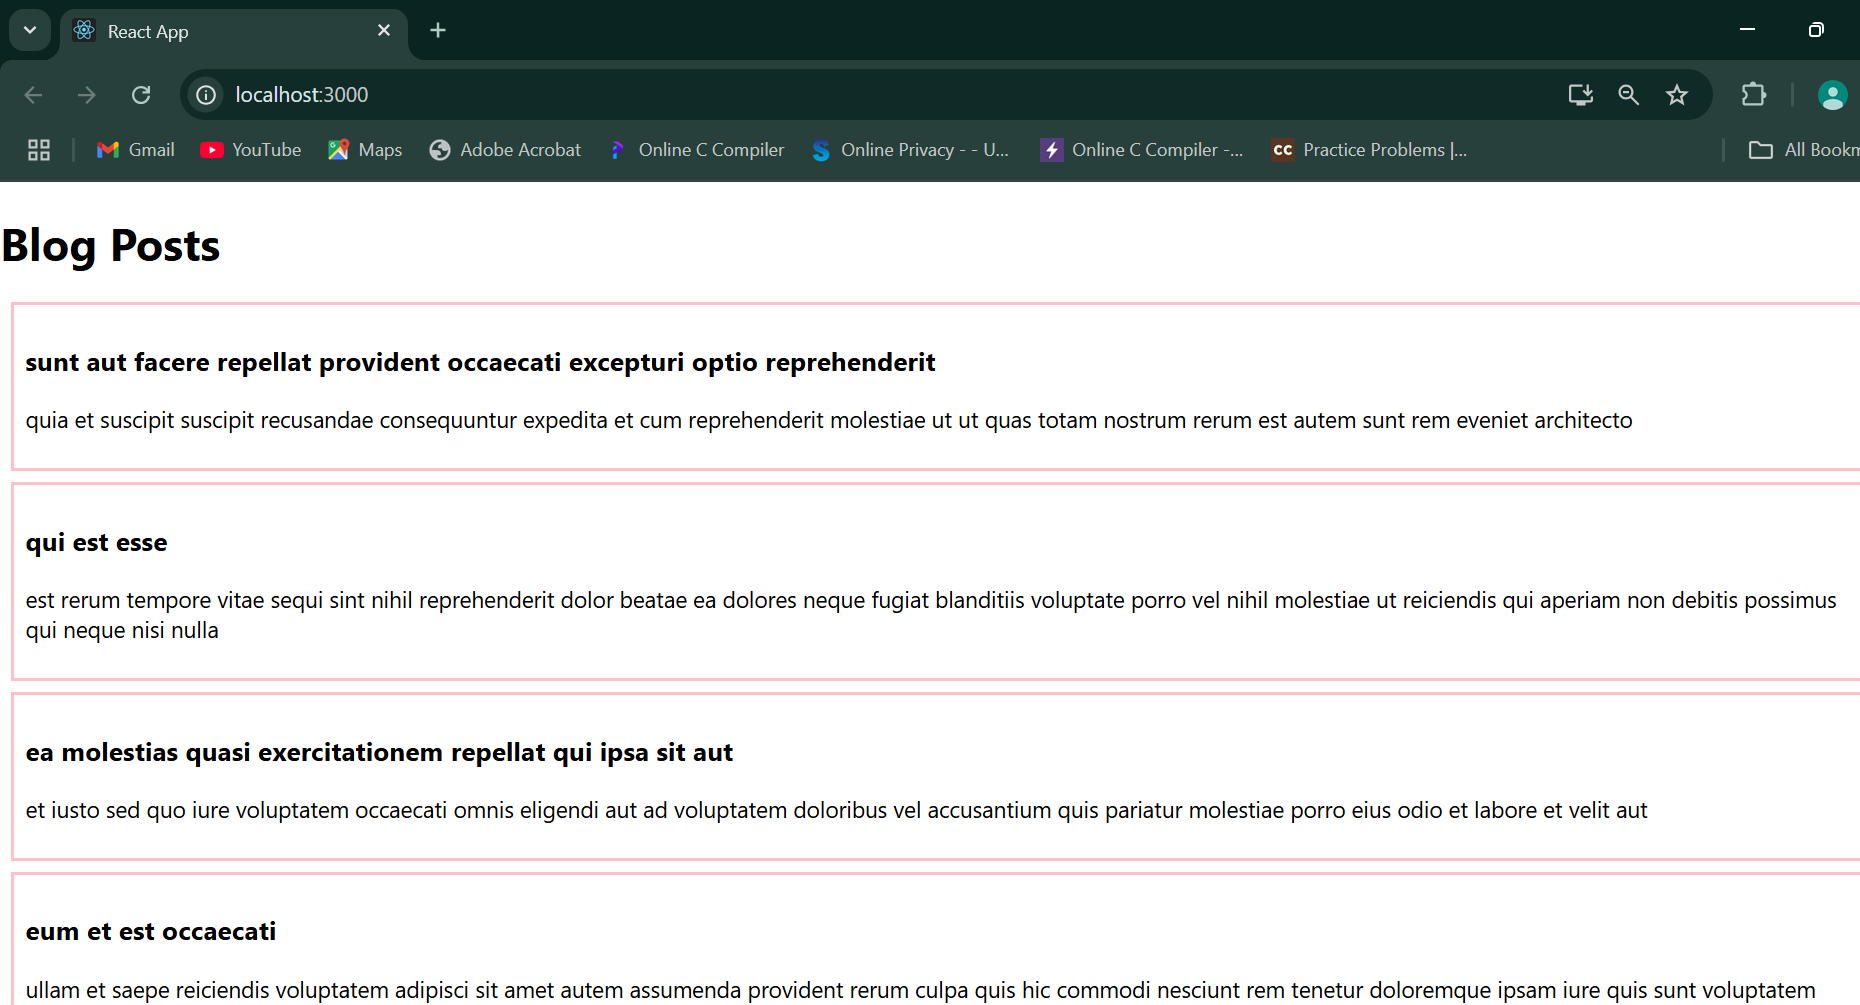 React App
localhost:3000
Gmail YouTube Maps Adobe Acrobat Online C Compiler Online Privacy - - U... Online C Compiler -... CC Practice Problems |... All Bookm
Blog Posts
sunt aut facere repellat provident occaecati excepturi optio reprehenderit
quia et suscipit suscipit recusandae consequuntur expedita et cum reprehenderit molestiae ut ut quas totam nostrum rerum est autem sunt rem eveniet architecto
qui est esse
est rerum tempore vitae sequi sint nihil reprehenderit dolor beatae ea dolores neque fugiat blanditiis voluptate porro vel nihil molestiae ut reiciendis qui aperiam non debitis possimus
qui neque nisi nulla
ea molestias quasi exercitationem repellat qui ipsa sit aut
et iusto sed quo iure voluptatem occaecati omnis eligendi aut ad voluptatem doloribus vel accusantium quis pariatur molestiae porro eius odio et labore et velit aut
eum et est occaecati
ullam et saepe reiciendis voluptatem adipisci sit amet autem assumenda provident rerum culpa quis hic commodi nesciunt rem tenetur doloremque ipsam iure quis sunt voluptatem